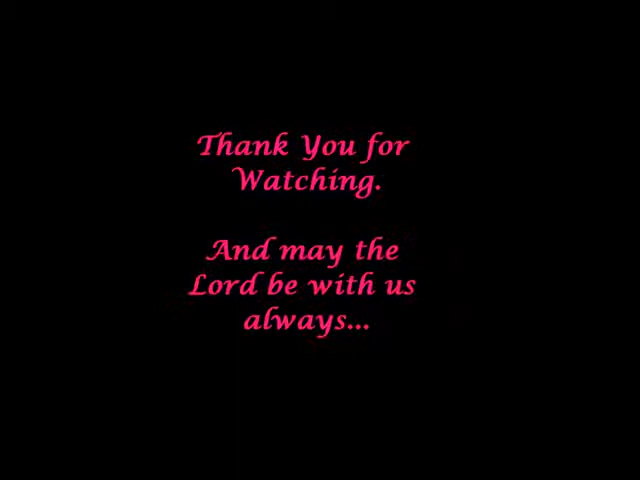 Thank You for
Watching.
And may the
Lord be with us
always...